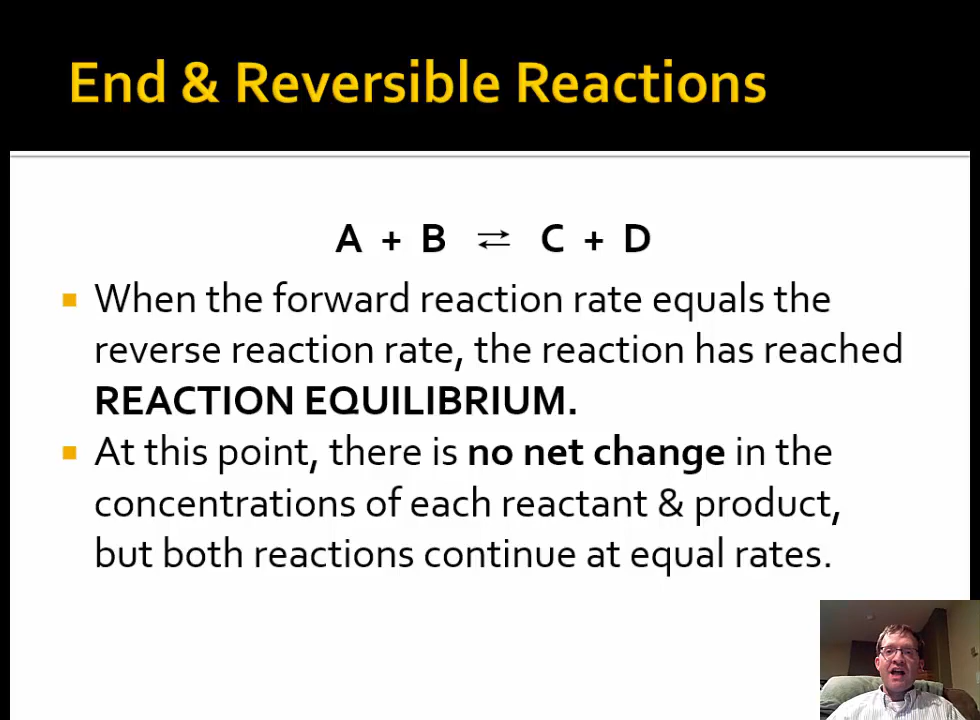 End & Reversible Reactions
A + B ⇄ C + D
When the forward reaction rate equals the
reverse reaction rate, the reaction has reached
REACTION EQUILIBRIUM.
At this point, there is no net change in the
concentrations of each reactant & product,
but both reactions continue at equal rates.